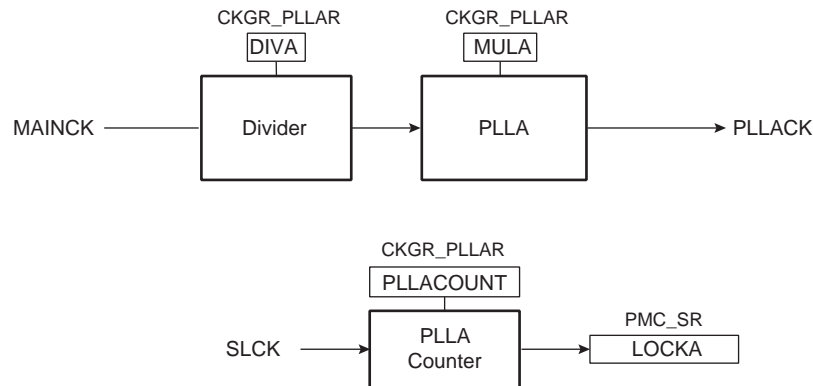 CKGR_PLLAR CKGR_PLLAR
DIVA MULA
MAINCK Divider PLLA PLLACK
CKGR_PLLAR
PLLACOUNT
PMC_SR
SLCK PLLA LOCKA
Counter